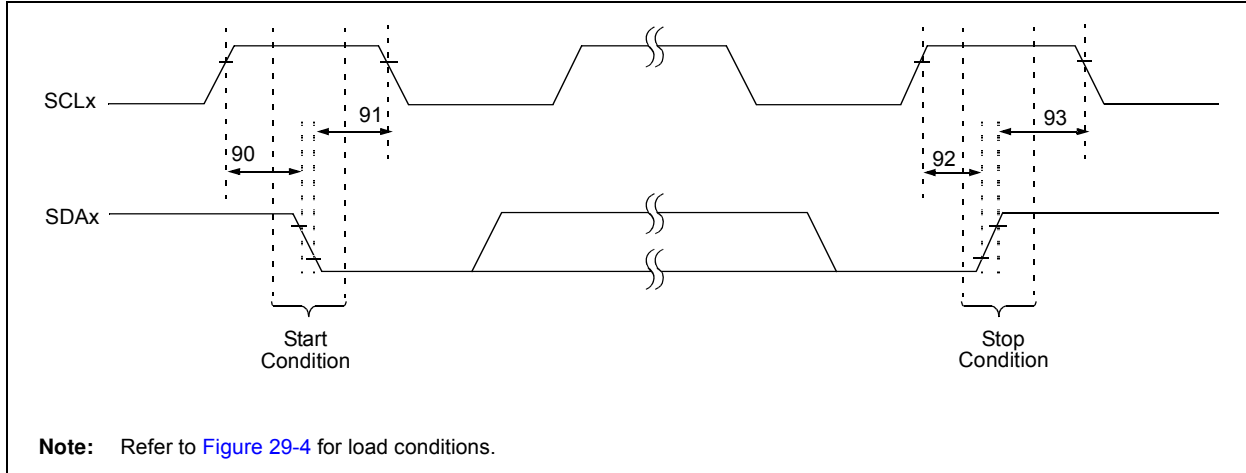 SCLx
91
93
90
92
SDAx
Start
Condition
Stop
Condition
Note: Refer to Figure 29-4 for load conditions.